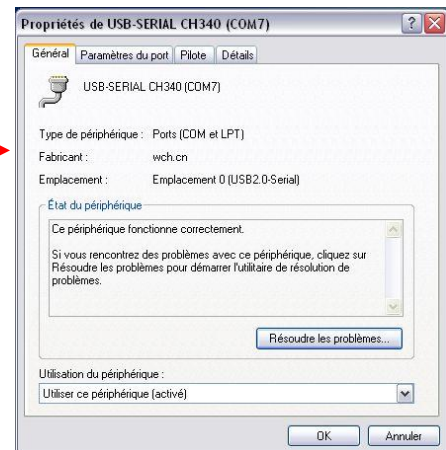 Propriétés de USB-SERIAL CH340 (COM7)
Général Paramètres du port Pilote Détails
USB-SERIAL CH340 (COM7)
Type de périphérique : Ports (COM et LPT)
Fabricant : wch.cn
Emplacement : Emplacement 0 (USB2.0-Serial)
État du périphérique
Ce périphérique fonctionne correctement.
Si vous rencontrez des problèmes avec ce périphérique, cliquez sur
Résoudre les problèmes pour démarrer l'utilitaire de résolution de
problèmes.
Résoudre les problèmes...
Utilisation du périphérique :
Utiliser ce périphérique (activé)
OK Annuler